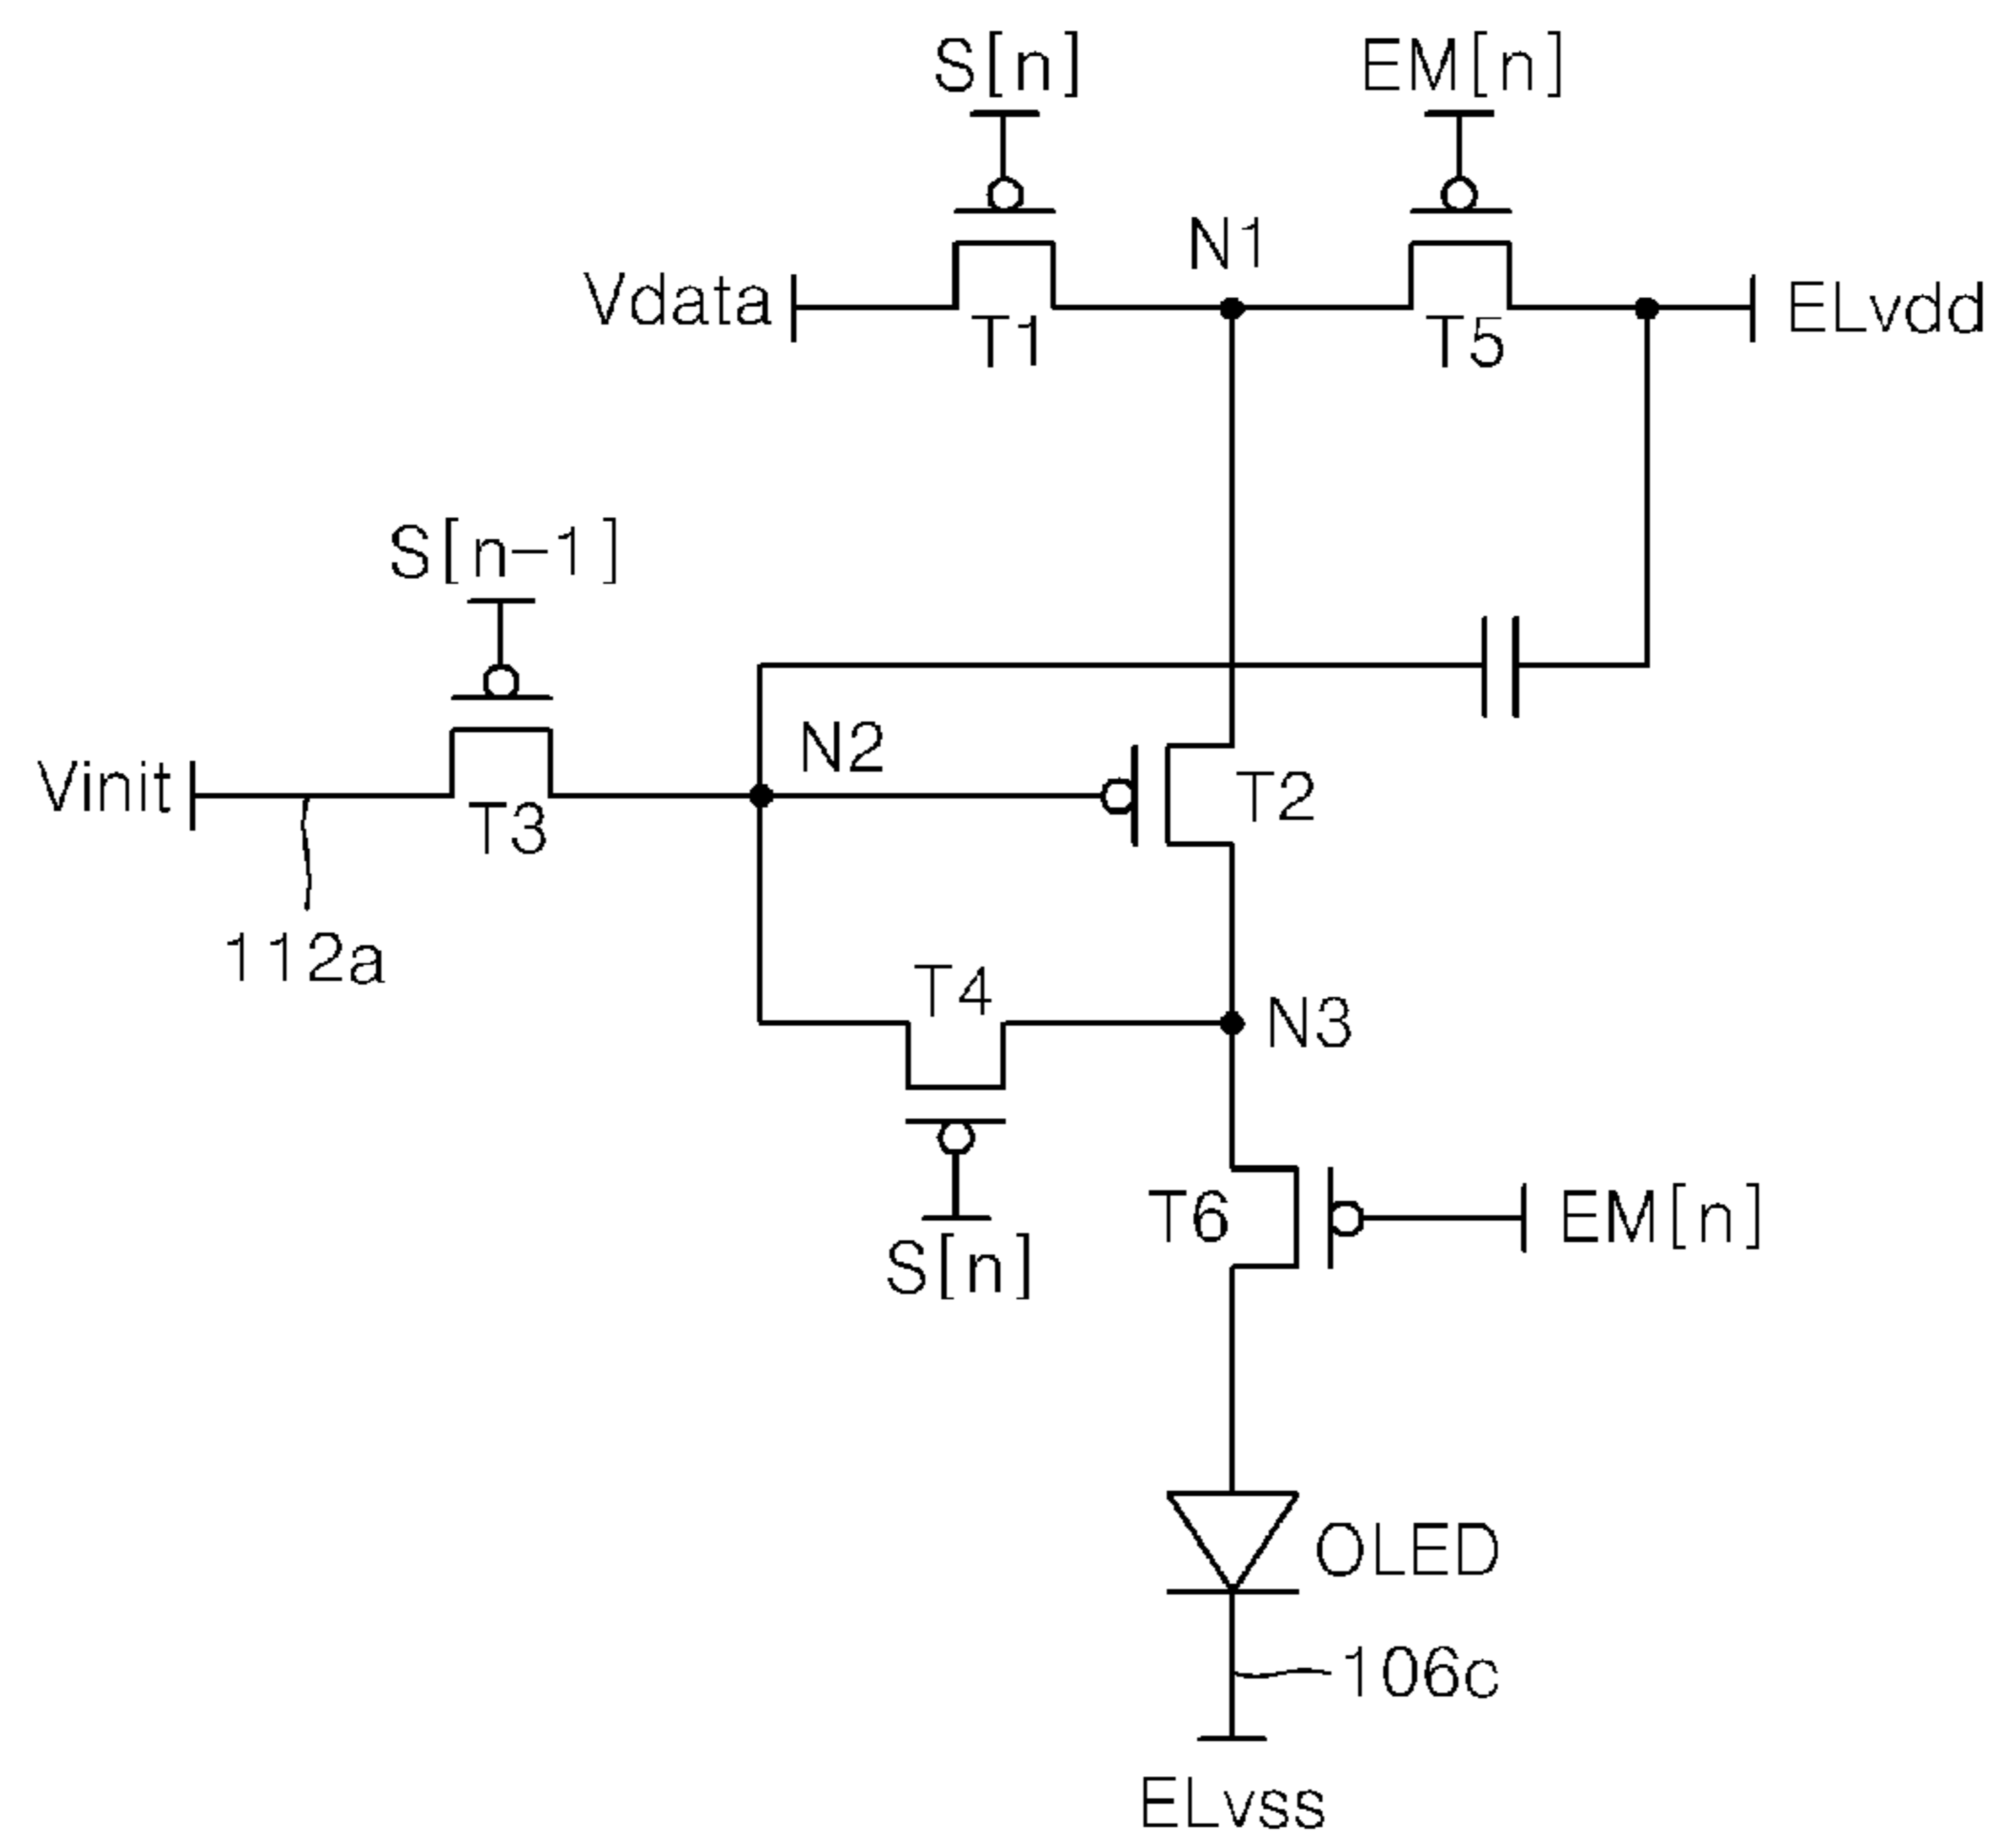 S[n]
EM[n]
N1
Vdata
ELvdd
T1
T5
S[n-1]
N2
Vinit
T2
T3
112a
T4
N3
T6
EM[n]
S[n]
OLED
106c
ELvss